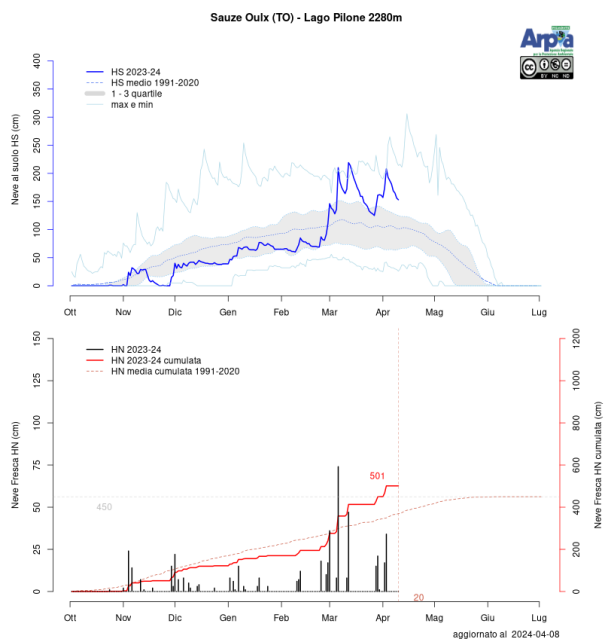 Sauze Oulx (TO) - Lago Pilone 2280m
Arpa
BY NC ND
HS 2023-24
HS medio 1991-2020
1 - 3 quartile
max e min
Neve al suolo HS (cm)
400
350
300
250
200
150
100
50
0
Ott Nov Dic Gen Feb Mar Apr Mag Giu Lug
HN 2023-24
HN 2023-24 cumulata
HN media cumulata 1991-2020
Neve Fresca HN (cm)
150
125
100
75
50
25
0
450
501
20
1200
1000
800
600
400
200
0
Neve Fresca HN cumulata (cm)
Ott Nov Dic Gen Feb Mar Apr Mag Giu Lug
aggiornato al 2024-04-08